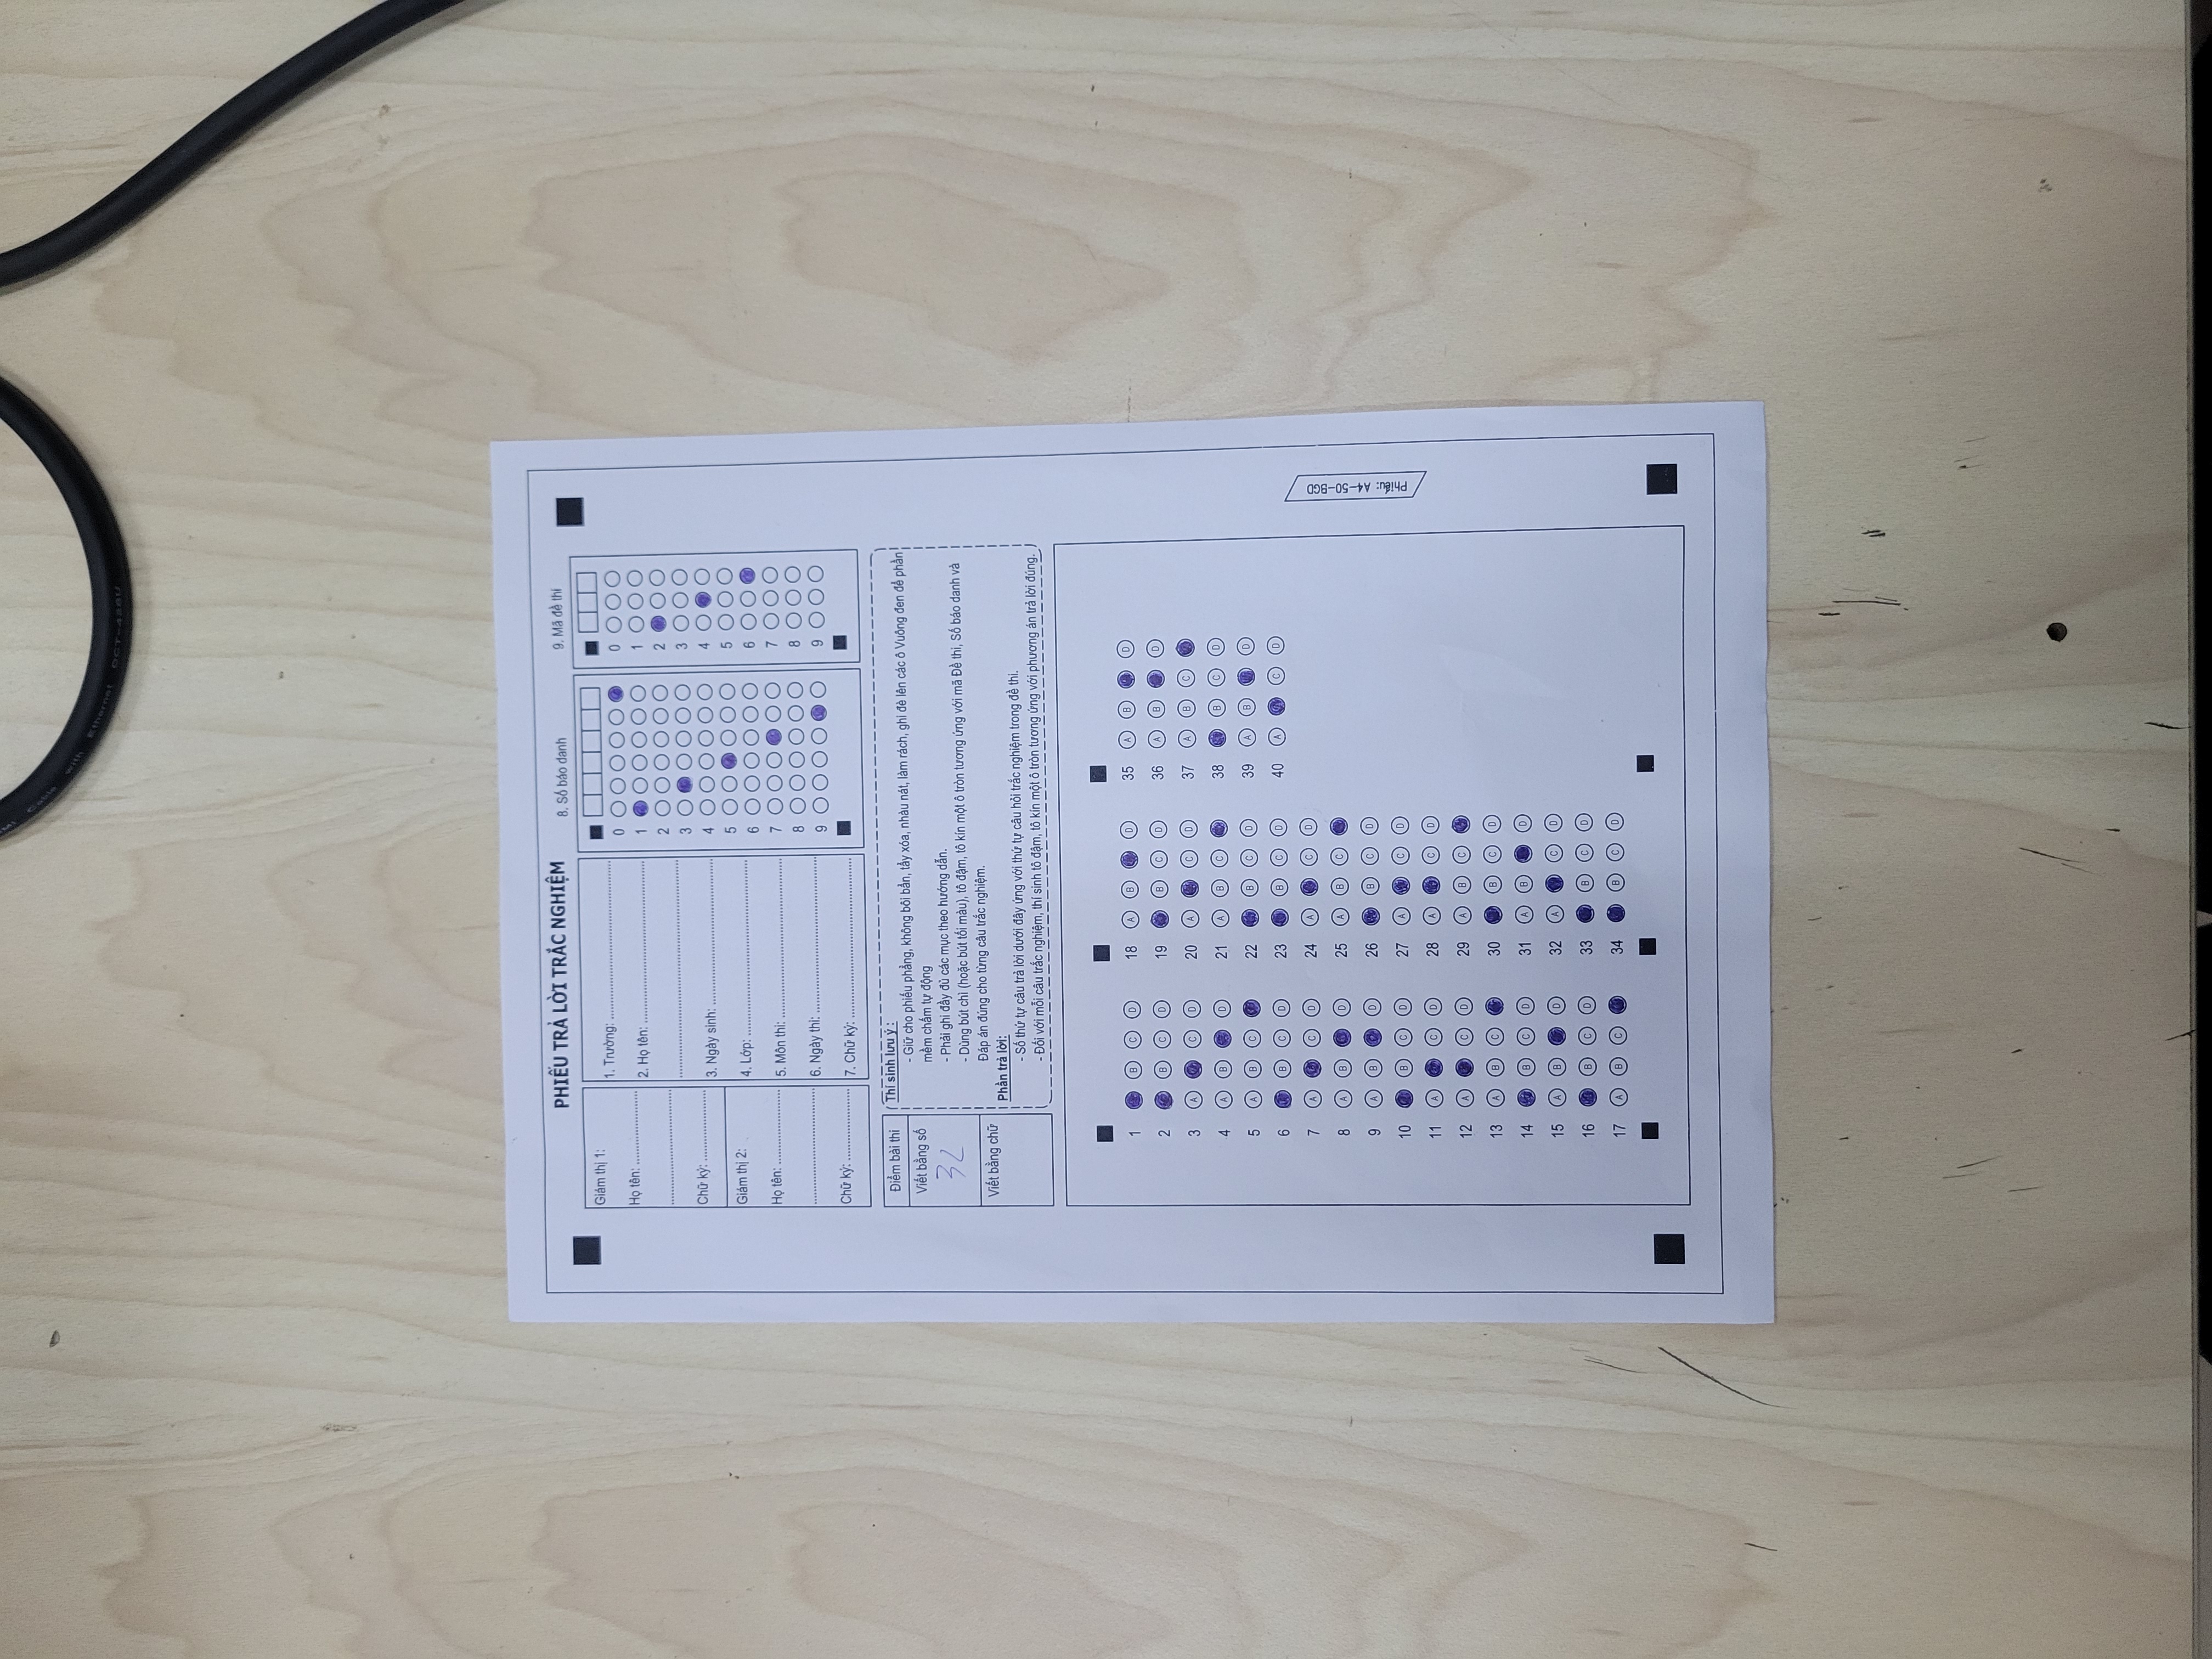 PHIẾU TRẢ LỜI TRẮC NGHIỆM
8. Số báo danh
9. Mã đề thi
Giám thị 1:
Họ tên: ........................
........................
Chữ ký: ........................
Giám thị 2:
Họ tên: ........................
........................
Chữ ký: ........................
1. Trường: ........................
2. Họ tên: ........................
........................
3. Ngày sinh: ........................
4. Lớp: ........................
5. Môn thi: ........................
6. Ngày thi: ........................
7. Chữ ký: ........................
0
1
2
3
4
5
6
7
8
9
0
1
2
3
4
5
6
7
8
9
Điểm bài thi
Viết bằng số
Viết bằng chữ
Thí sinh lưu ý :
- Giữ cho phiếu phẳng, không bôi bẩn, tẩy xóa, nhàu nát, làm rách, ghi đè lên các ô Vuông đen để phần
mềm chấm tự động
- Phải ghi đầy đủ các mục theo hướng dẫn.
- Dùng bút chì (hoặc bút tối màu), tô đậm, tô kín một ô tròn tương ứng với mã Đề thi, Số báo danh và
Đáp án đúng cho từng câu trắc nghiệm.
Phần trả lời:
- Số thứ tự câu trả lời dưới đây ứng với thứ tự câu hỏi trắc nghiệm trong đề thi.
- Đối với mỗi câu trắc nghiệm, thí sinh tô đậm, tô kín một ô tròn tương ứng với phương án trả lời đúng.
1 B C D
2 B C D
3 A C D
4 A B D
5 A B C
6 B C D
7 A C D
8 A B D
9 A B D
10 B C D
11 A C D
12 A C D
13 A B C
14 B C D
15 A B D
16 B C D
17 A B C
18 A B D
19 B C D
20 A C D
21 A B C
22 B C D
23 B C D
24 A C D
25 A B C
26 B C D
27 A C D
28 A C D
29 A B C
30 B C D
31 A B D
32 A C D
33 B C D
34 B C D
35 A B D
36 A B D
37 A B C
38 B C D
39 A B D
40 A C D
Phiếu: A4-50-BGD
Cable with Ethernet DCT-426U